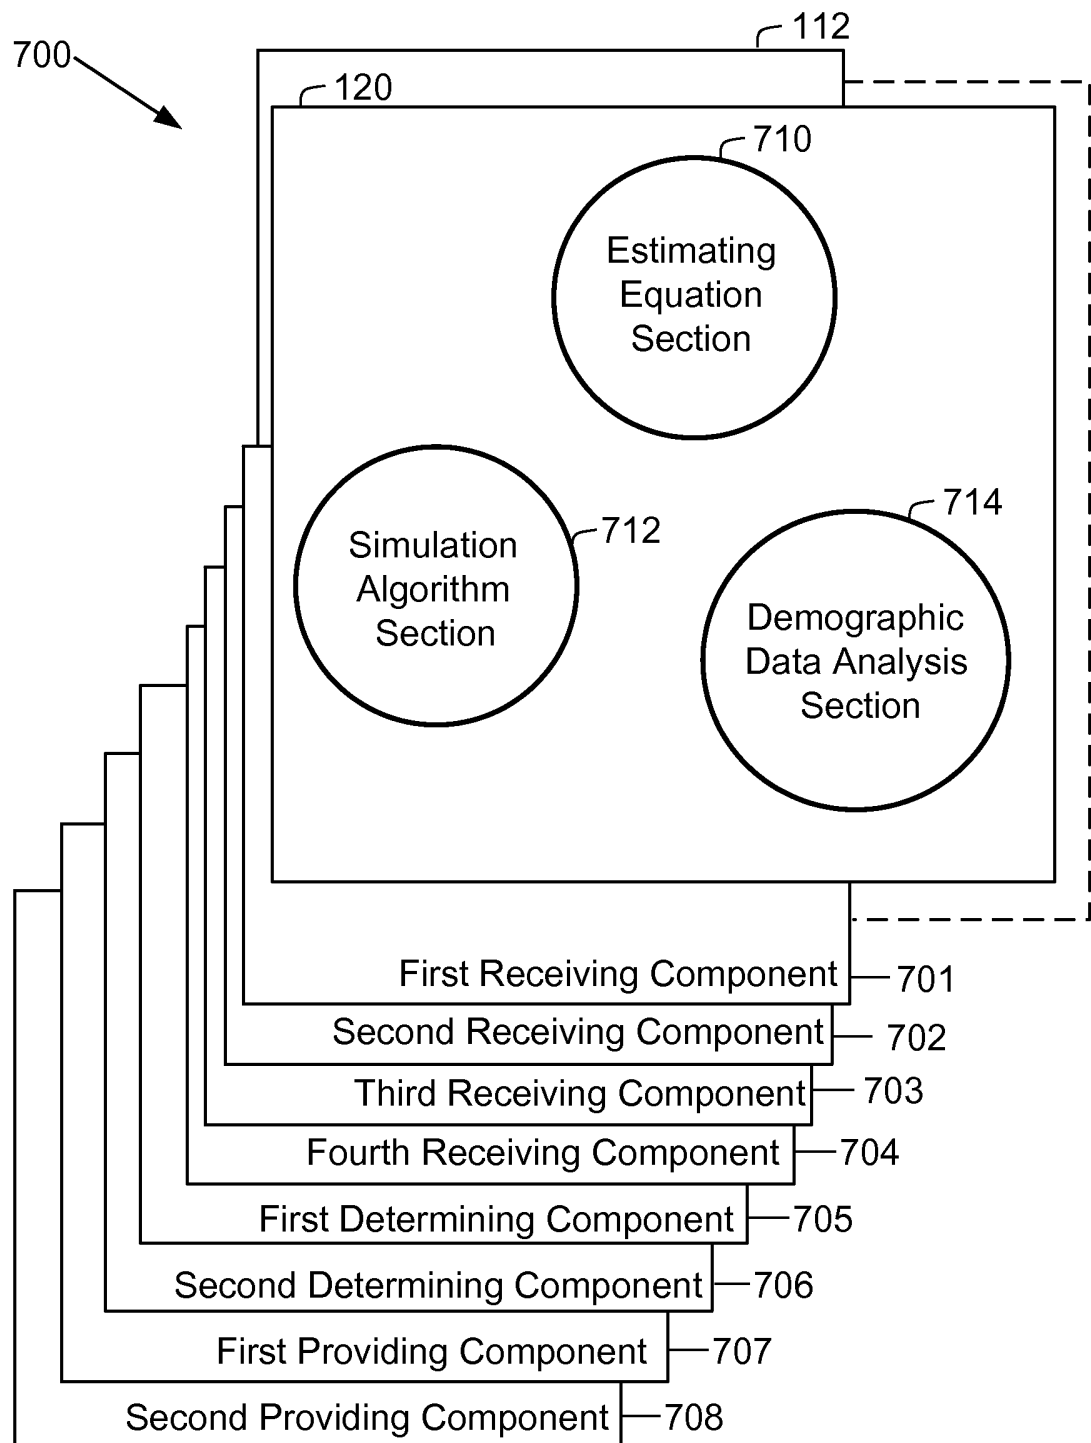 112
700
120
710
Estimating
Equation
Section
714
712
Simulation
Algorithm
Section
Demographic
Data Analysis
Section
First Receiving Component
701
Second Receiving Component
702
Third Receiving Component
703
Fourth Receiving Component
704
First Determining Component
705
Second Determining Component
706
First Providing Component
707
Second Providing Component
708